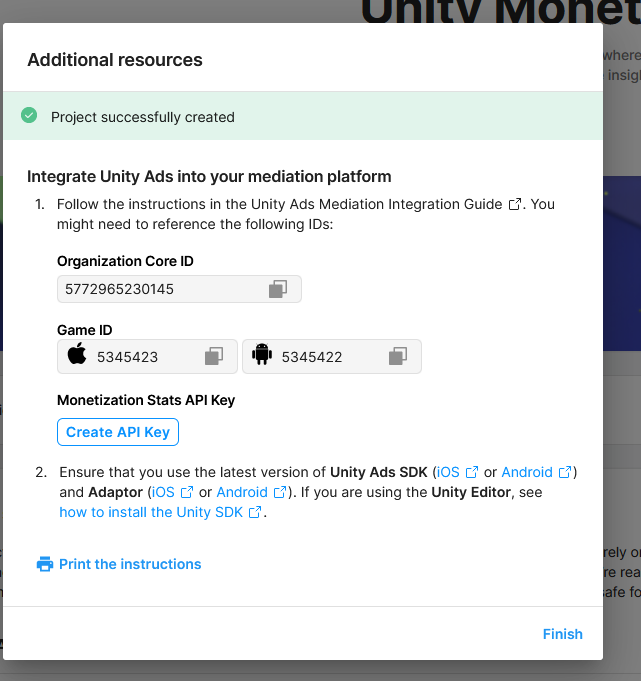 Unity Monet
where
Additional resources
insig
Project successfully created
Integrate Unity Ads into your mediation platform
1. Follow the instructions in the Unity Ads Mediation Integration Guide . You
might need to reference the following IDs:
Organization Core ID
5772965230145
Game ID
5345423 5345422
Monetization Stats API Key
Create API Key
2. Ensure that you use the latest version of Unity Ads SDK (iOS or Android )
and Adaptor (iOS or Android ). If you are using the Unity Editor, see
how to install the Unity SDK .
rely o
Print the instructions
re rea
safe fo
Finish